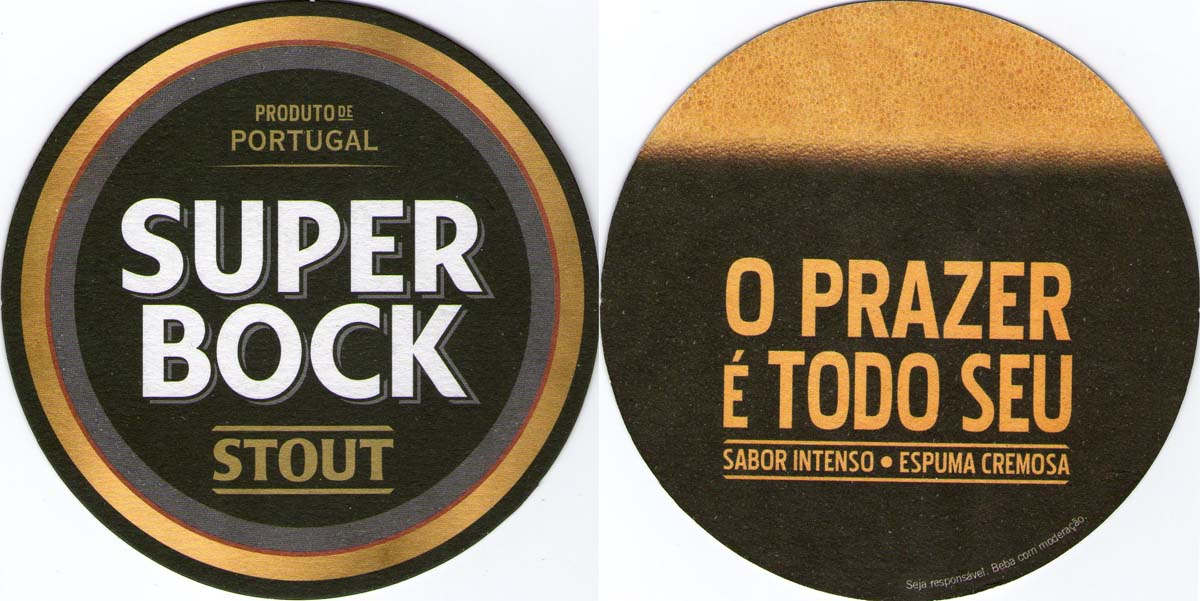 PRODUTO DE
PORTUGAL
SUPER
BOCK
STOUT
O PRAZER
É TODO SEU
SABOR INTENSO • ESPUMA CREMOSA
Seja responsável. Beba com moderação.